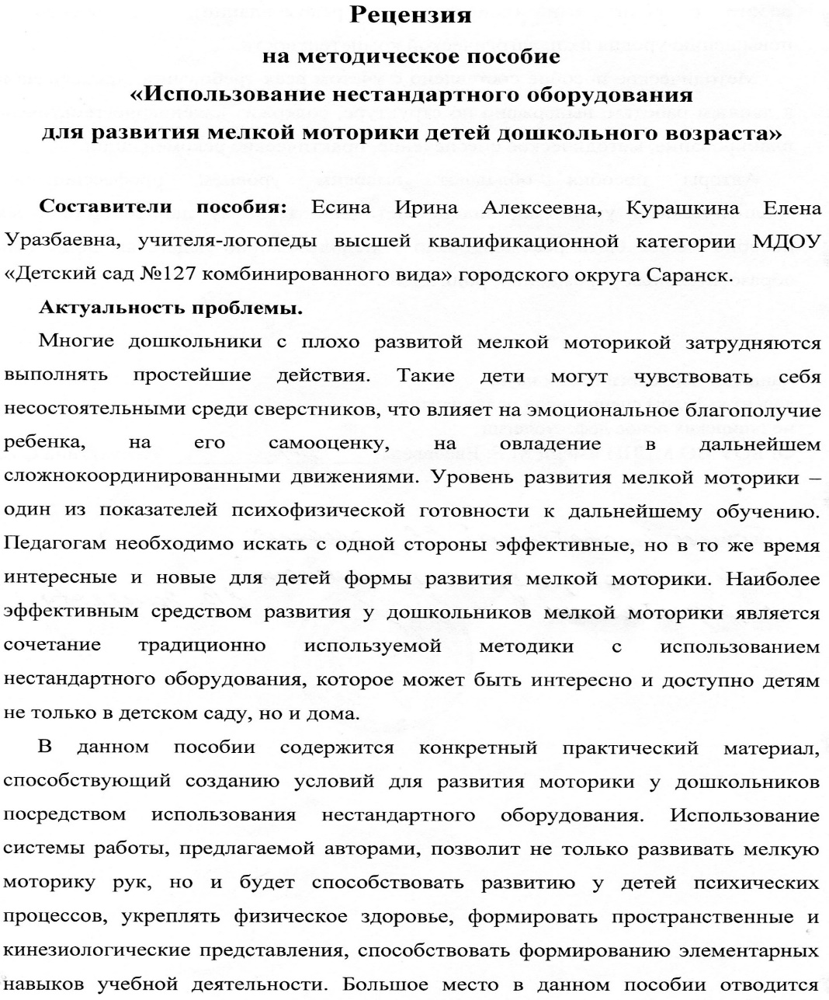 Рецензия
на методическое пособие
«Использование нестандартного оборудования
для развития мелкой моторики детей дошкольного возраста»
Составители пособия: Есина Ирина Алексеевна, Курашкина Елена
Уразбаевна, учителя-логопеды высшей квалификационной категории МДОУ
«Детский сад №127 комбинированного вида» городского округа Саранск.
Актуальность проблемы.
Многие дошкольники с плохо развитой мелкой моторикой затрудняются
выполнять простейшие действия. Такие дети могут чувствовать себя
несостоятельными среди сверстников, что влияет на эмоциональное благополучие
ребенка, на его самооценку, на овладение в дальнейшем
сложнокоординированными движениями. Уровень развития мелкой моторики –
один из показателей психофизической готовности к дальнейшему обучению.
Педагогам необходимо искать с одной стороны эффективные, но в то же время
интересные и новые для детей формы развития мелкой моторики. Наиболее
эффективным средством развития у дошкольников мелкой моторики является
сочетание традиционно используемой методики с использованием
нестандартного оборудования, которое может быть интересно и доступно детям
не только в детском саду, но и дома.
В данном пособии содержится конкретный практический материал,
способствующий созданию условий для развития моторики у дошкольников
посредством использования нестандартного оборудования. Использование
системы работы, предлагаемой авторами, позволит не только развивать мелкую
моторику рук, но и будет способствовать развитию у детей психических
процессов, укреплять физическое здоровье, формировать пространственные и
кинезиологические представления, способствовать формированию элементарных
навыков учебной деятельности. Большое место в данном пособии отводится